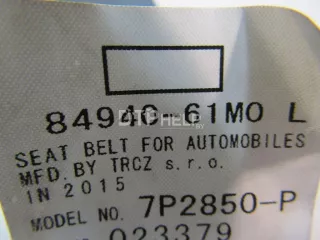 84940-61M0 L
SEAT BELT FOR AUTOMOBILES
MFD. BY TRCZ s.r.o.
IN 2015
MODEL NO. 7P2850-P
023379